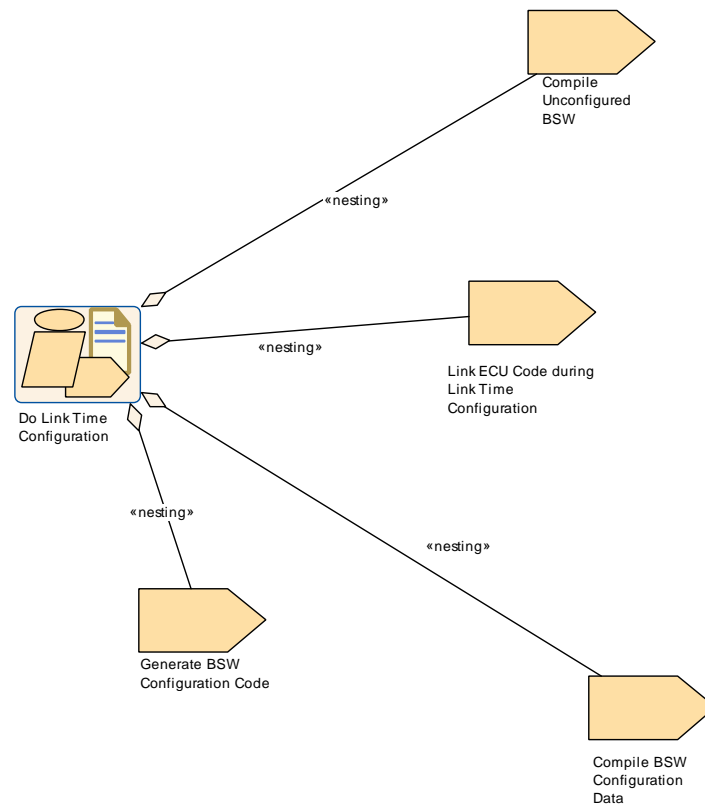 Compile
Unconfigured
BSW
«nesting»
«nesting»
Link ECU Code during
Link Time
Configuration
Do Link Time
Configuration
«nesting»
«nesting»
Generate BSW
Configuration Code
Compile BSW
Configuration
Data